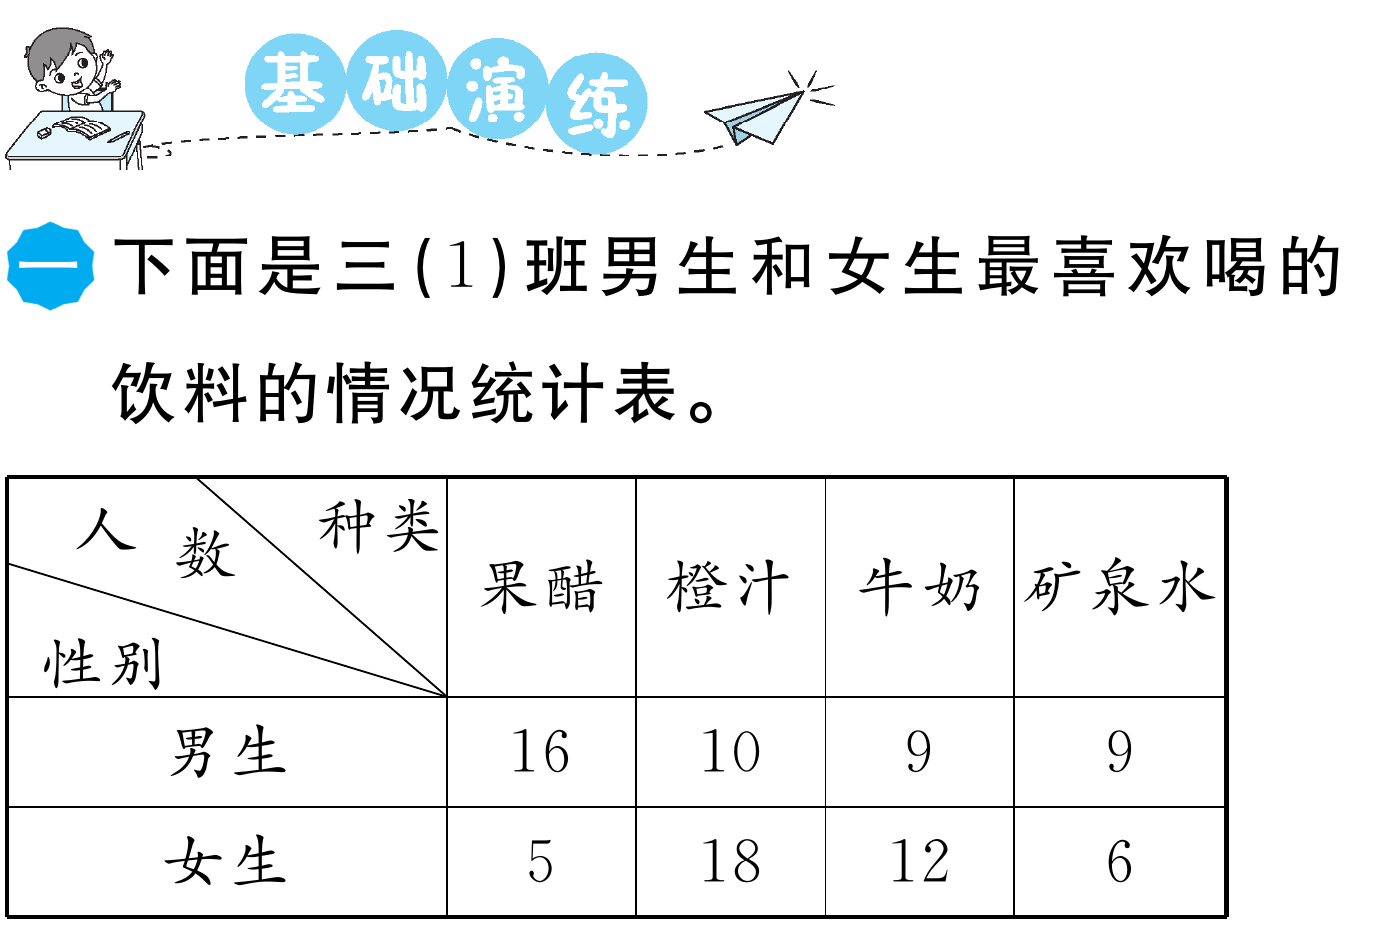 基础演练
一 下面是三(1)班男生和女生最喜欢喝的
饮料的情况统计表。
人数 种类 性别 果醋 橙汁 牛奶 矿泉水
男生 16 10 9 9
女生 5 18 12 6